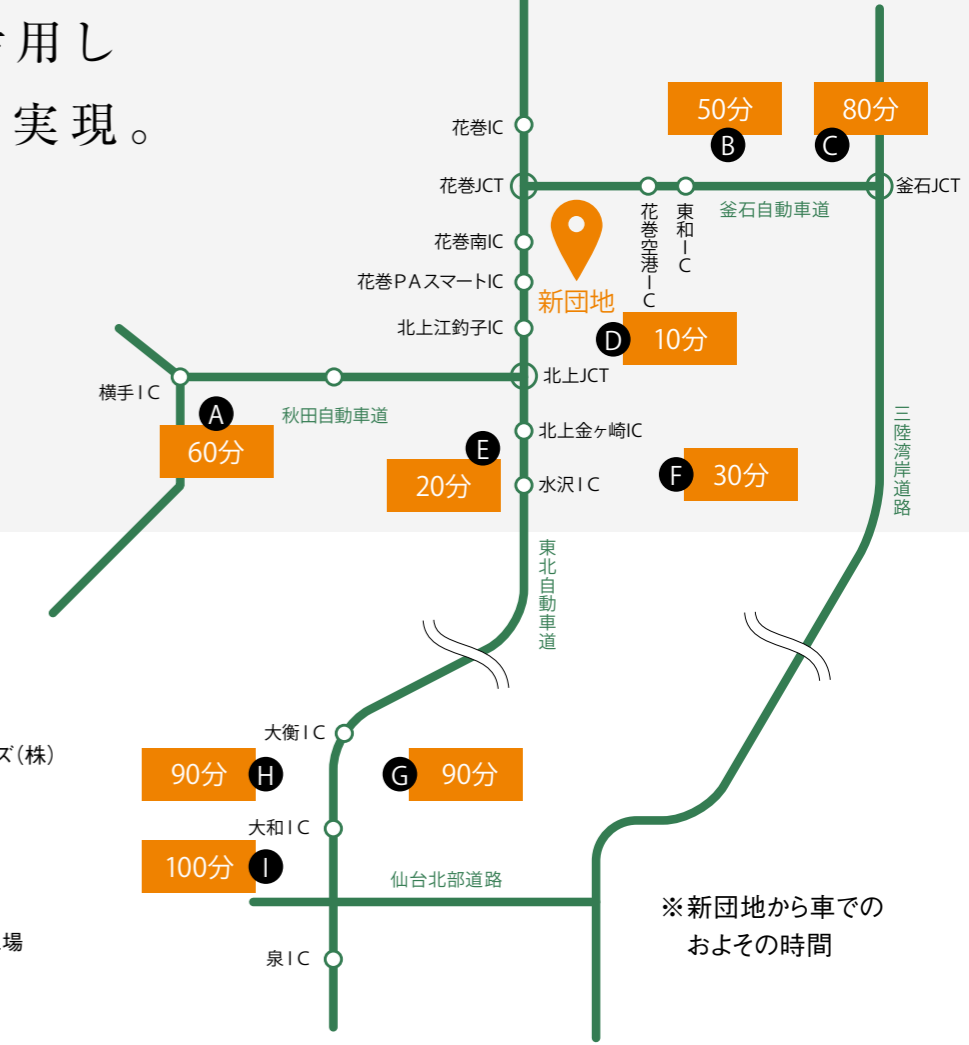 用し
実現。
50分
80分
B
C
花巻IC
花巻JCT
釜石JCT
釜石自動車道
花巻空港IC
東和IC
花巻南IC
花巻PAスマートIC
新団地
北上江釣子IC
D
10分
北上JCT
横手IC
秋田自動車道
A
60分
北上金ヶ崎IC
E
20分
水沢IC
F
30分
三陸湾岸道路
東北自動車道
大衡IC
ズ(株)
90分
H
G
90分
大和IC
100分
I
仙台北部道路
※新団地から車での
およその時間
場
泉IC